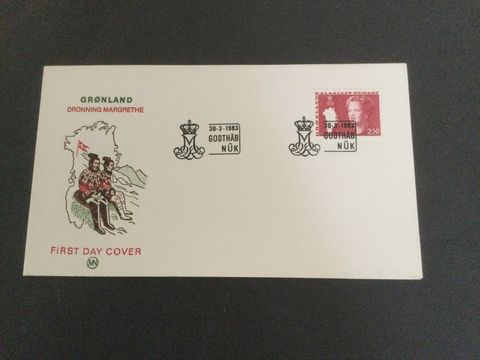 GRØNLAND
DRONNING MARGRETHE
FIRST DAY COVER
30-3-1983
GODTHÅB
NÛK
KALAALLIT NUNAAT
GRØNLAND
2.50
30-3-1983
GODTHÅB
NÛK